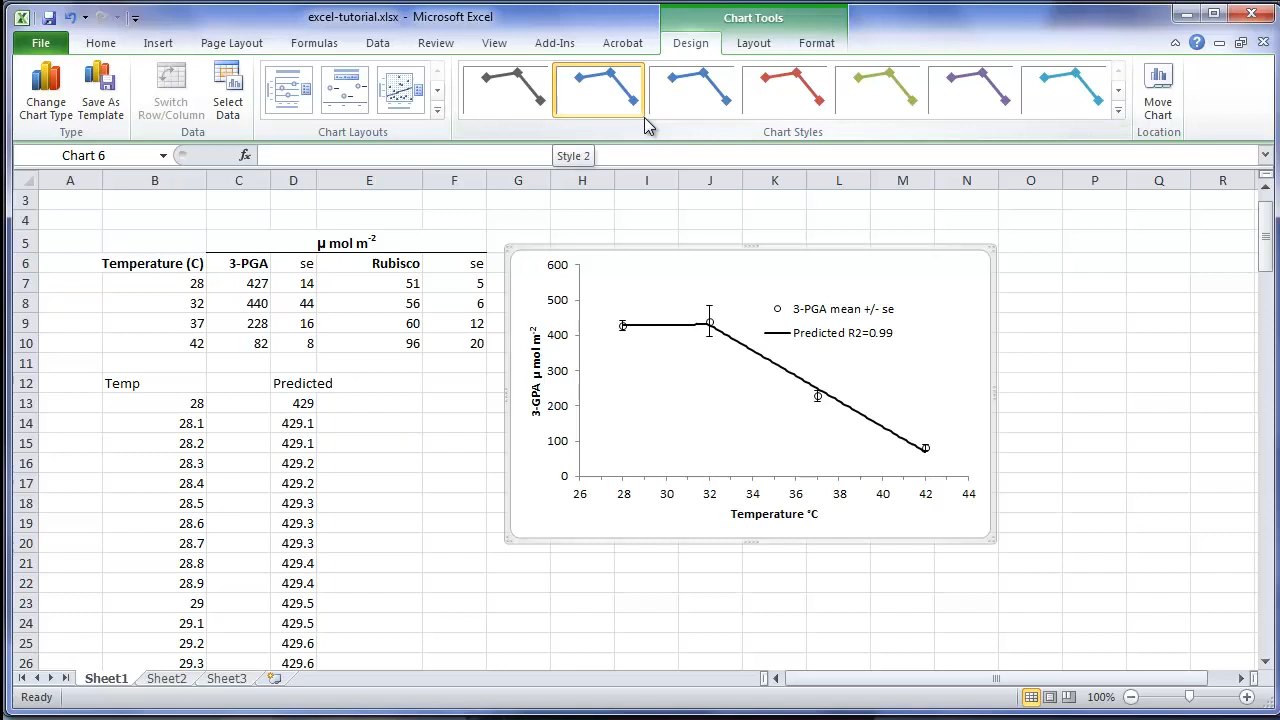 excel-tutorial.xlsx - Microsoft Excel
Chart Tools
File Home Insert Page Layout Formulas Data Review View Add-Ins Acrobat Design Layout Format
Change Chart Type
Save As Template
Switch Row/Column
Select Data
Move Chart
Type Data Chart Layouts Chart Styles Location
Chart 6 fx
Style 2
A B C D E F G H I J K L M N O P Q R
3
4
5 µ mol m-2
6 Temperature (C) 3-PGA se Rubisco se
7 28 427 14 51 5
8 32 440 44 56 6
9 37 228 16 60 12
10 42 82 8 96 20
11
12 Temp Predicted
13 28 429
14 28.1 429.1
15 28.2 429.1
16 28.3 429.2
17 28.4 429.2
18 28.5 429.3
19 28.6 429.3
20 28.7 429.3
21 28.8 429.4
22 28.9 429.4
23 29 429.5
24 29.1 429.5
25 29.2 429.6
26 29.3 429.6
600
500
400
300
200
100
0
3-GPA µ mol m-2
3-PGA mean +/- se
Predicted R2=0.99
26 28 30 32 34 36 38 40 42 44
Temperature °C
Sheet1 Sheet2 Sheet3
Ready 100%